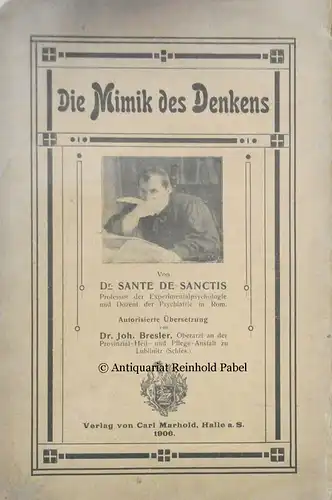 Die Mimik des Denkens
Von
Dr. SANTE DE SANCTIS
Professor der Experimentalpsychologie
und Dozent der Psychiatrie in Rom.
Autorisierte Übersetzung
von
Dr. Joh. Bresler, Oberarzt an der
Provinzial-Heil- und Pflege-Anstalt zu
Lublinitz (Schles.)
© Antiquariat Reinhold Pabel
Verlag von Carl Marhold, Halle a. S.
1906.